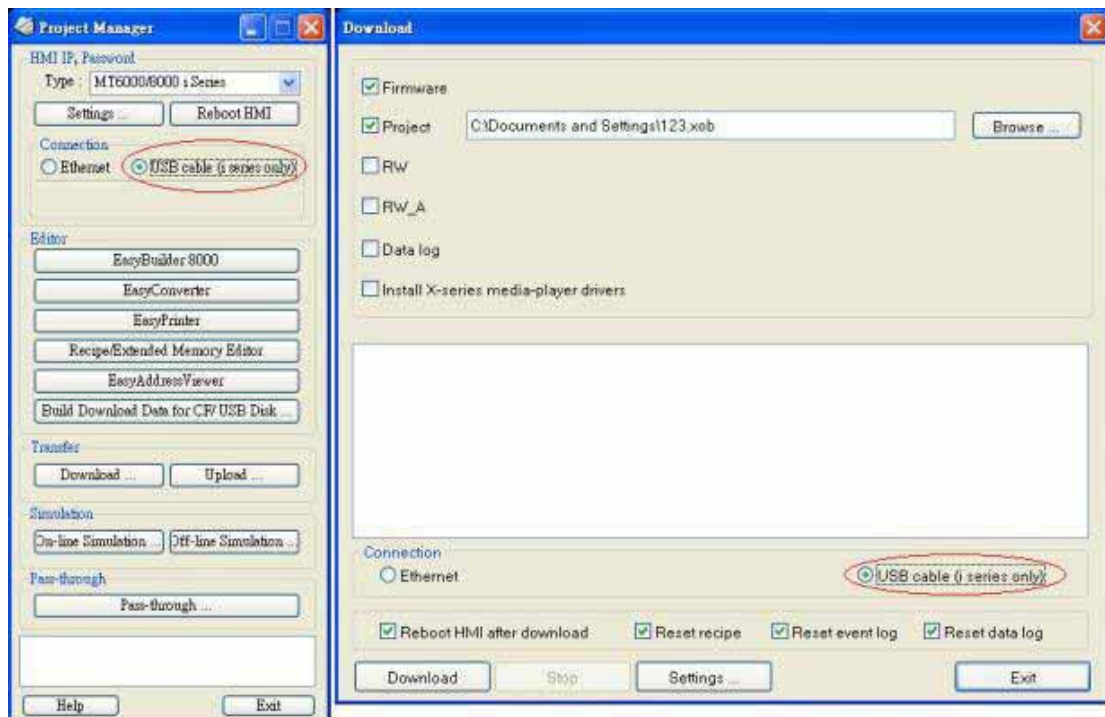 Project Manager
HMI IP, Password
Type : MT6000/8000 i Series
Settings ... Reboot HMI
Connection
Ethernet USB cable (i series only)
Editor
EasyBuilder 8000
EasyConverter
EasyPrinter
Recipe/Extended Memory Editor
EasyAddressViewer
Build Download Data for CF/USB Disk ...
Transfer
Download ... Upload ...
Simulation
On-line Simulation ... Off-line Simulation ...
Pass-through
Pass-through ...
Help Exit
Download
Firmware
Project C:\Documents and Settings\123.xob Browse ...
RW
RW_A
Data log
Install X-series media-player drivers
Connection
Ethernet USB cable (i series only)
Reboot HMI after download Reset recipe Reset event log Reset data log
Download Stop Settings ... Exit